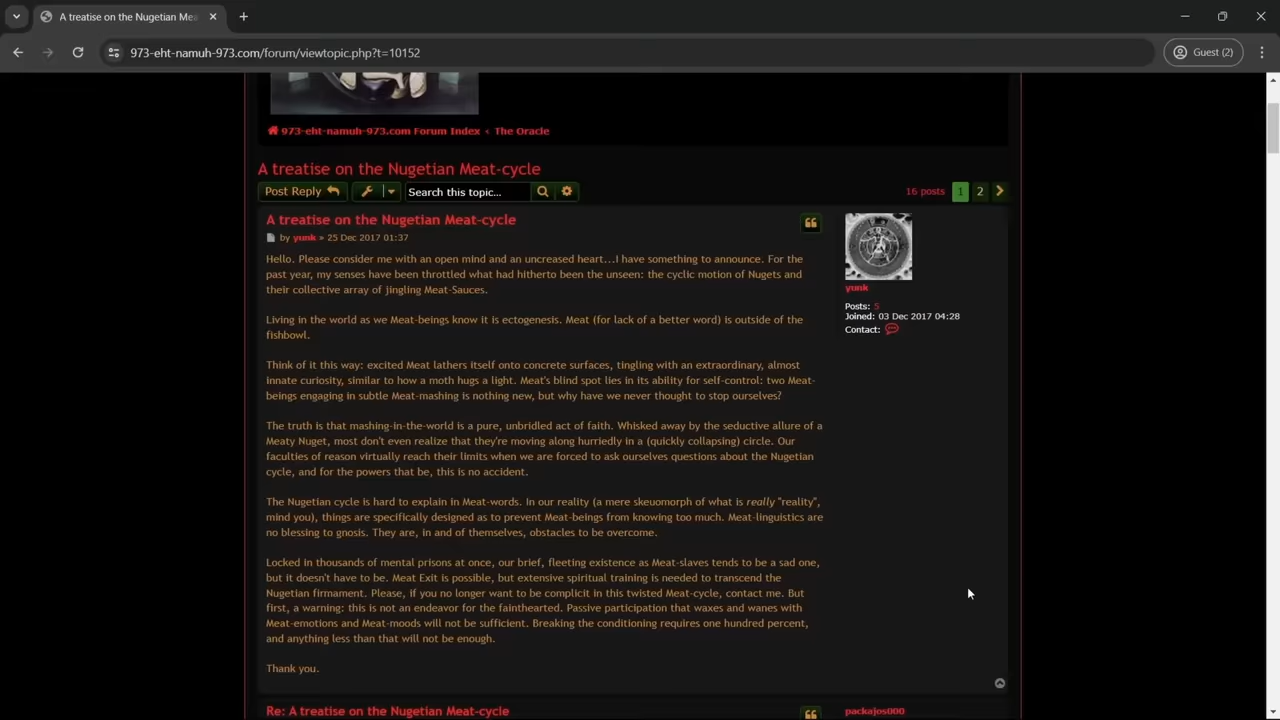 A treatise on the Nugetian Mea
973-eht-namuh-973.com/forum/viewtopic.php?t=10152
Guest (2)
973-eht-namuh-973.com Forum Index ‹ The Oracle
A treatise on the Nugetian Meat-cycle
Post Reply
Search this topic...
16 posts 1 2
A treatise on the Nugetian Meat-cycle
by yunk » 25 Dec 2017 01:37
Hello. Please consider me with an open mind and an uncreased heart...I have something to announce. For the
past year, my senses have been throttled what had hitherto been the unseen: the cyclic motion of Nugets and
their collective array of jingling Meat-Sauces.
Living in the world as we Meat-beings know it is ectogenesis. Meat (for lack of a better word) is outside of the
fishbowl.
Think of it this way: excited Meat lathers itself onto concrete surfaces, tingling with an extraordinary, almost
innate curiosity, similar to how a moth hugs a light. Meat's blind spot lies in its ability for self-control: two Meat-
beings engaging in subtle Meat-mashing is nothing new, but why have we never thought to stop ourselves?
The truth is that mashing-in-the-world is a pure, unbridled act of faith. Whisked away by the seductive allure of a
Meaty Nuget, most don't even realize that they're moving along hurriedly in a (quickly collapsing) circle. Our
faculties of reason virtually reach their limits when we are forced to ask ourselves questions about the Nugetian
cycle, and for the powers that be, this is no accident.
The Nugetian cycle is hard to explain in Meat-words. In our reality (a mere skeuomorph of what is really "reality",
mind you), things are specifically designed as to prevent Meat-beings from knowing too much. Meat-linguistics are
no blessing to gnosis. They are, in and of themselves, obstacles to be overcome.
Locked in thousands of mental prisons at once, our brief, fleeting existence as Meat-slaves tends to be a sad one,
but it doesn't have to be. Meat Exit is possible, but extensive spiritual training is needed to transcend the
Nugetian firmament. Please, if you no longer want to be complicit in this twisted Meat-cycle, contact me. But
first, a warning: this is not an endeavor for the fainthearted. Passive participation that waxes and wanes with
Meat-emotions and Meat-moods will not be sufficient. Breaking the conditioning requires one hundred percent,
and anything less than that will not be enough.
Thank you.
yunk
Posts: 5
Joined: 03 Dec 2017 04:28
Contact:
Re: A treatise on the Nugetian Meat-cycle
packajos000